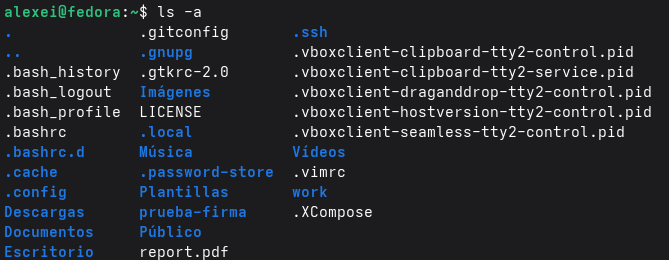 alexei@fedora:~$ ls -a
. .gitconfig .ssh
.. .gnupg .vboxclient-clipboard-tty2-control.pid
.bash_history .gtkrc-2.0 .vboxclient-clipboard-tty2-service.pid
.bash_logout Imágenes .vboxclient-draganddrop-tty2-control.pid
.bash_profile LICENSE .vboxclient-hostversion-tty2-control.pid
.bashrc .local .vboxclient-seamless-tty2-control.pid
.bashrc.d Música Vídeos
.cache .password-store .vimrc
.config Plantillas work
Descargas prueba-firma .XCompose
Documentos Público
Escritorio report.pdf